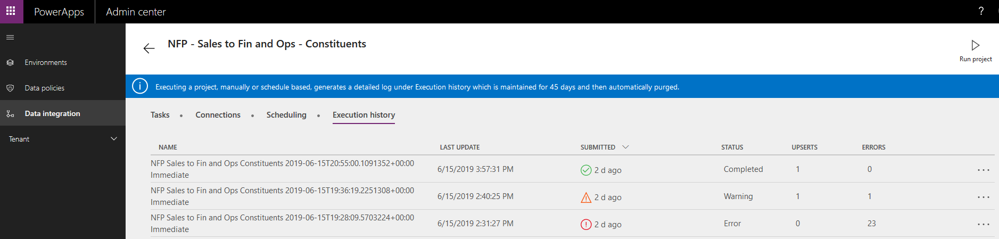 PowerApps
Admin center
?
NFP - Sales to Fin and Ops - Constituents
Run project
Environments
Data policies
Data integration
Tenant
Executing a project, manually or schedule based, generates a detailed log under Execution history which is maintained for 45 days and then automatically purged.
Tasks • Connections • Scheduling • Execution history
NAME LAST UPDATE SUBMITTED STATUS UPSERTS ERRORS
NFP Sales to Fin and Ops Constituents 2019-06-15T20:55:00.1091352+00:00
Immediate
6/15/2019 3:57:31 PM 2 d ago Completed 1 0 ...
NFP Sales to Fin and Ops Constituents 2019-06-15T19:36:19.2251308+00:00
Immediate
6/15/2019 2:40:25 PM 2 d ago Warning 1 1 ...
NFP Sales to Fin and Ops Constituents 2019-06-15T19:28:09.5703224+00:00
Immediate
6/15/2019 2:31:27 PM 2 d ago Error 0 23 ...